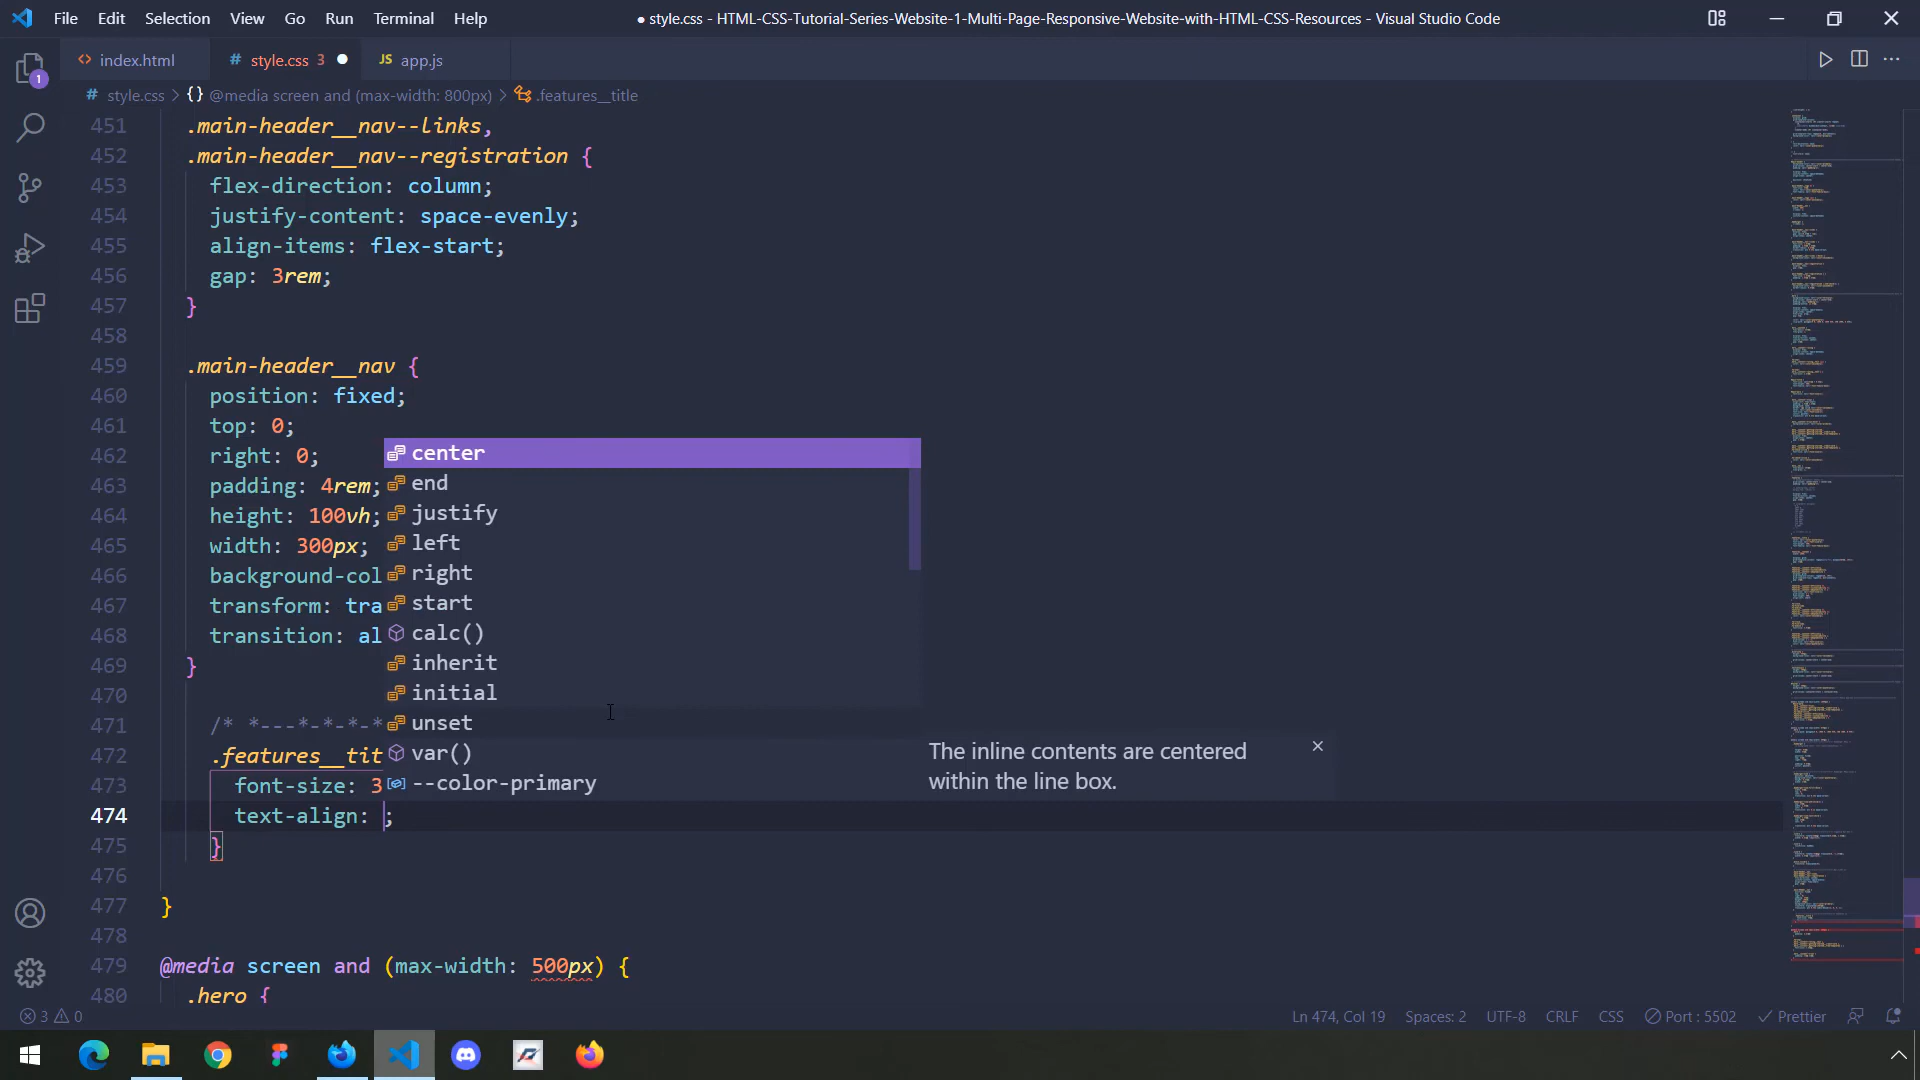 File Edit Selection View Go Run Terminal Help
● style.css - HTML-CSS-Tutorial-Series-Website-1-Multi-Page-Responsive-Website-with-HTML-CSS-Resources - Visual Studio Code
<> index.html # style.css 3 ● JS app.js
# style.css > {} @media screen and (max-width: 800px) > .features__title
1
451 .main-header__nav--links,
452 .main-header__nav--registration {
453 flex-direction: column;
454 justify-content: space-evenly;
455 align-items: flex-start;
456 gap: 3rem;
457 }
458
459 .main-header__nav {
460 position: fixed;
461 top: 0;
462 right: 0;
463 padding: 4rem;
464 height: 100vh;
465 width: 300px;
466 background-col
467 transform: tra
468 transition: al
469 }
470
471 /* *---*-*-*-*
472 .features__tit
473 font-size: 3
474 text-align: ;
475 }
476
477 }
478
479 @media screen and (max-width: 500px) {
480 .hero {
center
end
justify
left
right
start
calc()
inherit
initial
unset
var()
--color-primary
The inline contents are centered
within the line box.
3 0 Ln 474, Col 19 Spaces: 2 UTF-8 CRLF CSS Port : 5502 Prettier